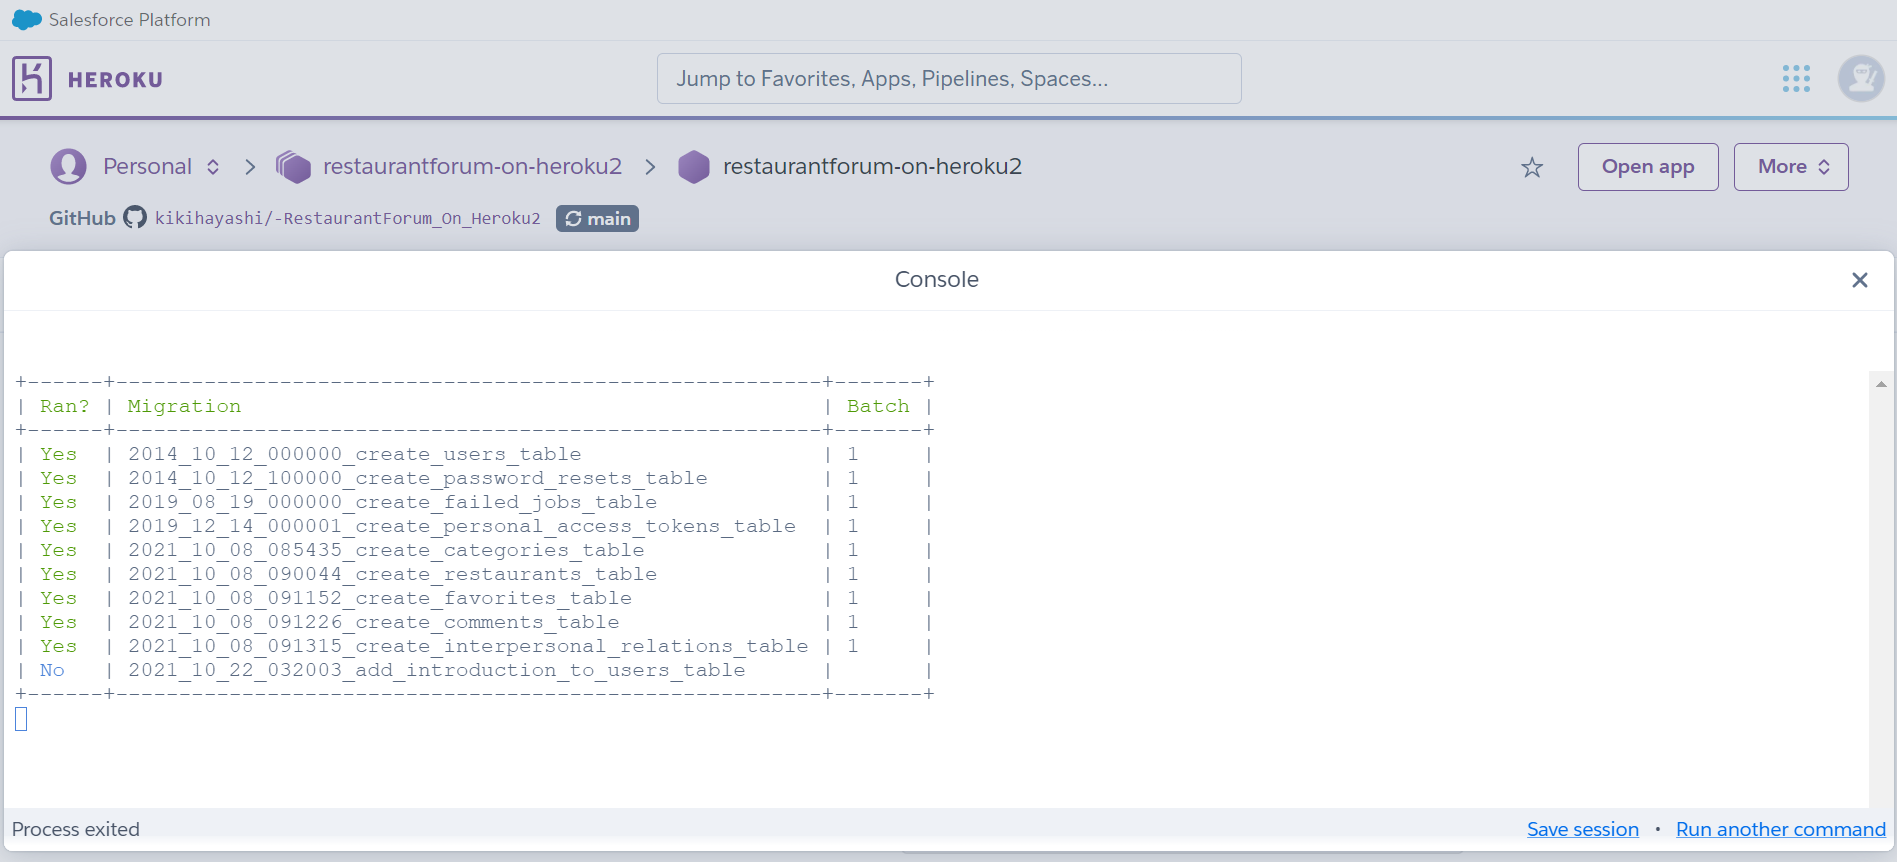 Salesforce Platform
HEROKU
Jump to Favorites, Apps, Pipelines, Spaces...
Personal > restaurantforum-on-heroku2 > restaurantforum-on-heroku2
Open app
More
GitHub kikihayashi/-RestaurantForum_On_Heroku2 main
Console
+------+--------------------------------------------------------+-------+
| Ran? | Migration | Batch |
+------+--------------------------------------------------------+-------+
| Yes | 2014_10_12_000000_create_users_table | 1 |
| Yes | 2014_10_12_100000_create_password_resets_table | 1 |
| Yes | 2019_08_19_000000_create_failed_jobs_table | 1 |
| Yes | 2019_12_14_000001_create_personal_access_tokens_table | 1 |
| Yes | 2021_10_08_085435_create_categories_table | 1 |
| Yes | 2021_10_08_090044_create_restaurants_table | 1 |
| Yes | 2021_10_08_091152_create_favorites_table | 1 |
| Yes | 2021_10_08_091226_create_comments_table | 1 |
| Yes | 2021_10_08_091315_create_interpersonal_relations_table | 1 |
| No | 2021_10_22_032003_add_introduction_to_users_table | |
+------+--------------------------------------------------------+-------+
Process exited
Save session • Run another command